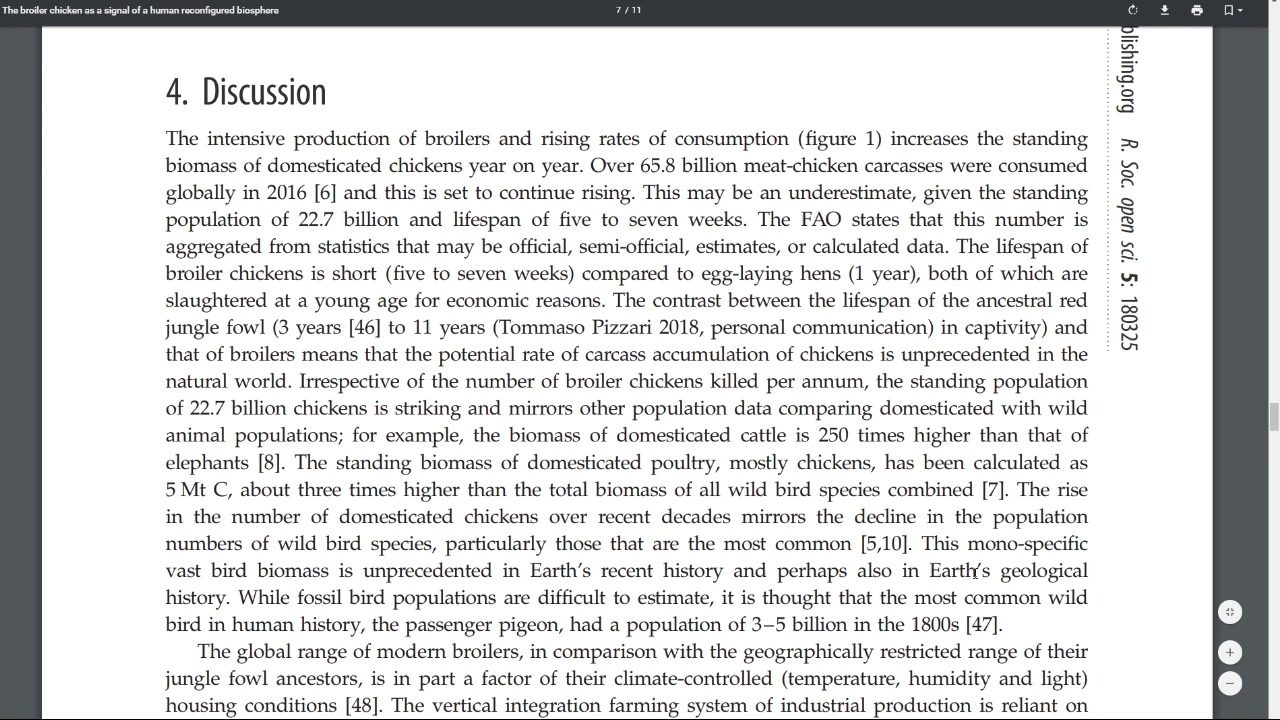 The broiler chicken as a signal of a human reconfigured biosphere
7 / 11
4. Discussion
The intensive production of broilers and rising rates of consumption (figure 1) increases the standing
biomass of domesticated chickens year on year. Over 65.8 billion meat-chicken carcasses were consumed
globally in 2016 [6] and this is set to continue rising. This may be an underestimate, given the standing
population of 22.7 billion and lifespan of five to seven weeks. The FAO states that this number is
aggregated from statistics that may be official, semi-official, estimates, or calculated data. The lifespan of
broiler chickens is short (five to seven weeks) compared to egg-laying hens (1 year), both of which are
slaughtered at a young age for economic reasons. The contrast between the lifespan of the ancestral red
jungle fowl (3 years [46] to 11 years (Tommaso Pizzari 2018, personal communication) in captivity) and
that of broilers means that the potential rate of carcass accumulation of chickens is unprecedented in the
natural world. Irrespective of the number of broiler chickens killed per annum, the standing population
of 22.7 billion chickens is striking and mirrors other population data comparing domesticated with wild
animal populations; for example, the biomass of domesticated cattle is 250 times higher than that of
elephants [8]. The standing biomass of domesticated poultry, mostly chickens, has been calculated as
5 Mt C, about three times higher than the total biomass of all wild bird species combined [7]. The rise
in the number of domesticated chickens over recent decades mirrors the decline in the population
numbers of wild bird species, particularly those that are the most common [5,10]. This mono-specific
vast bird biomass is unprecedented in Earth's recent history and perhaps also in Earth's geological
history. While fossil bird populations are difficult to estimate, it is thought that the most common wild
bird in human history, the passenger pigeon, had a population of 3–5 billion in the 1800s [47].
The global range of modern broilers, in comparison with the geographically restricted range of their
jungle fowl ancestors, is in part a factor of their climate-controlled (temperature, humidity and light)
housing conditions [48]. The vertical integration farming system of industrial production is reliant on
blishing.org R. Soc. open sci. 5: 180325